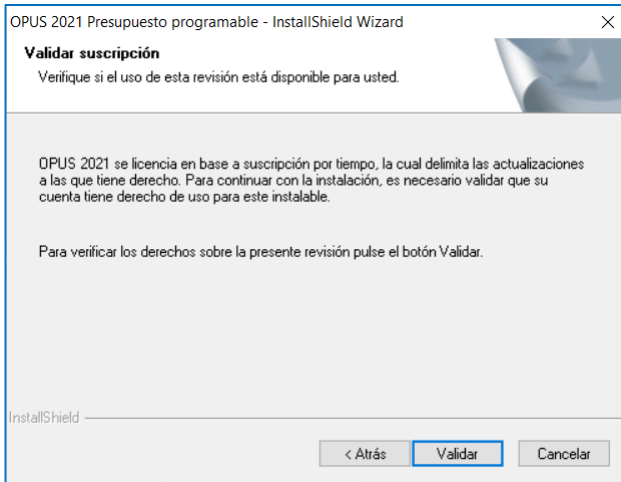 OPUS 2021 Presupuesto programable - InstallShield Wizard
Validar suscripción
Verifique si el uso de esta revisión está disponible para usted.
OPUS 2021 se licencia en base a suscripción por tiempo, la cual delimita las actualizaciones
a las que tiene derecho. Para continuar con la instalación, es necesario validar que su
cuenta tiene derecho de uso para este instalable.
Para verificar los derechos sobre la presente revisión pulse el botón Validar.
InstallShield
< Atrás
Validar
Cancelar